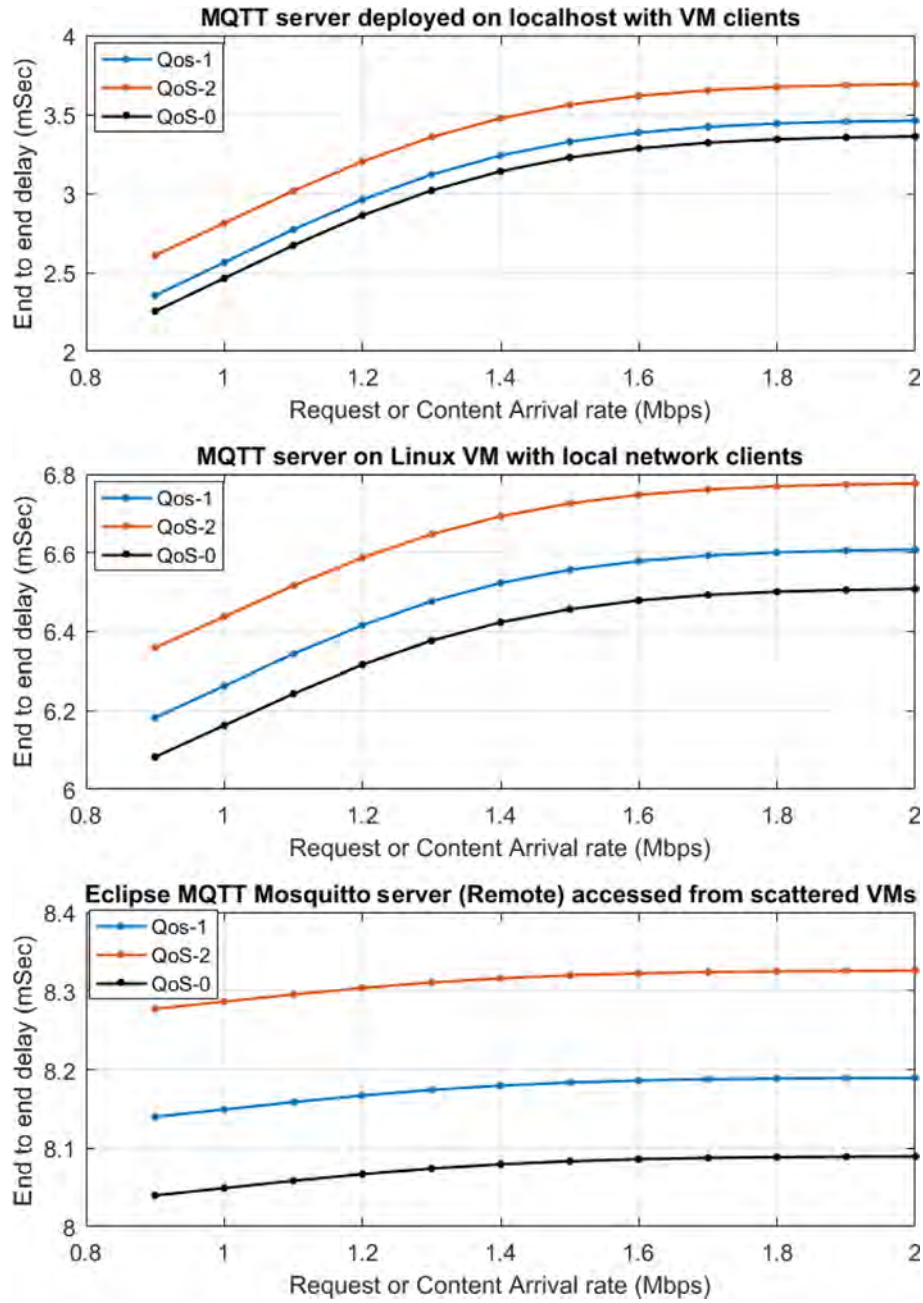 MQTT server deployed on localhost with VM clients
4
3.5
3
2.5
2
End to end delay (mSec)
Qos-1
QoS-2
QoS-0
0.8 1 1.2 1.4 1.6 1.8 2
Request or Content Arrival rate (Mbps)
MQTT server on Linux VM with local network clients
6.8
6.6
6.4
6.2
6
End to end delay (mSec)
Qos-1
QoS-2
QoS-0
0.8 1 1.2 1.4 1.6 1.8 2
Request or Content Arrival rate (Mbps)
Eclipse MQTT Mosquitto server (Remote) accessed from scattered VMs
8.4
8.3
8.2
8.1
8
End to end delay (mSec)
Qos-1
QoS-2
QoS-0
0.8 1 1.2 1.4 1.6 1.8 2
Request or Content Arrival rate (Mbps)